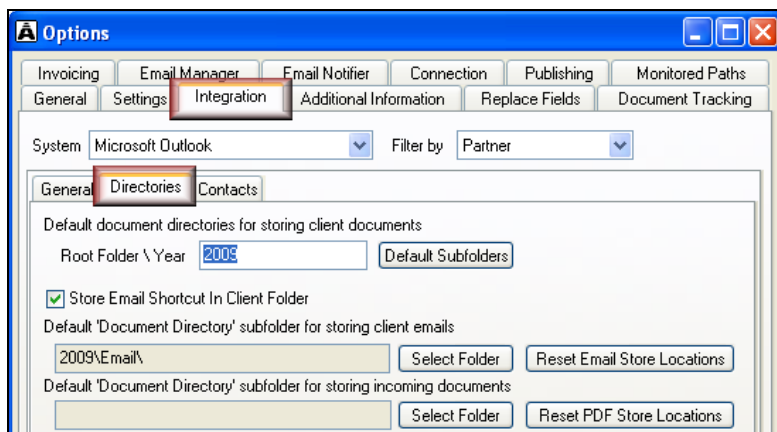 Options
Invoicing Email Manager Email Notifier Connection Publishing Monitored Paths
General Settings Integration Additional Information Replace Fields Document Tracking
System Microsoft Outlook Filter by Partner
General Directories Contacts
Default document directories for storing client documents
Root Folder \ Year 2009 Default Subfolders
Store Email Shortcut In Client Folder
Default 'Document Directory' subfolder for storing client emails
2009\Email\ Select Folder Reset Email Store Locations
Default 'Document Directory' subfolder for storing incoming documents
Select Folder Reset PDF Store Locations